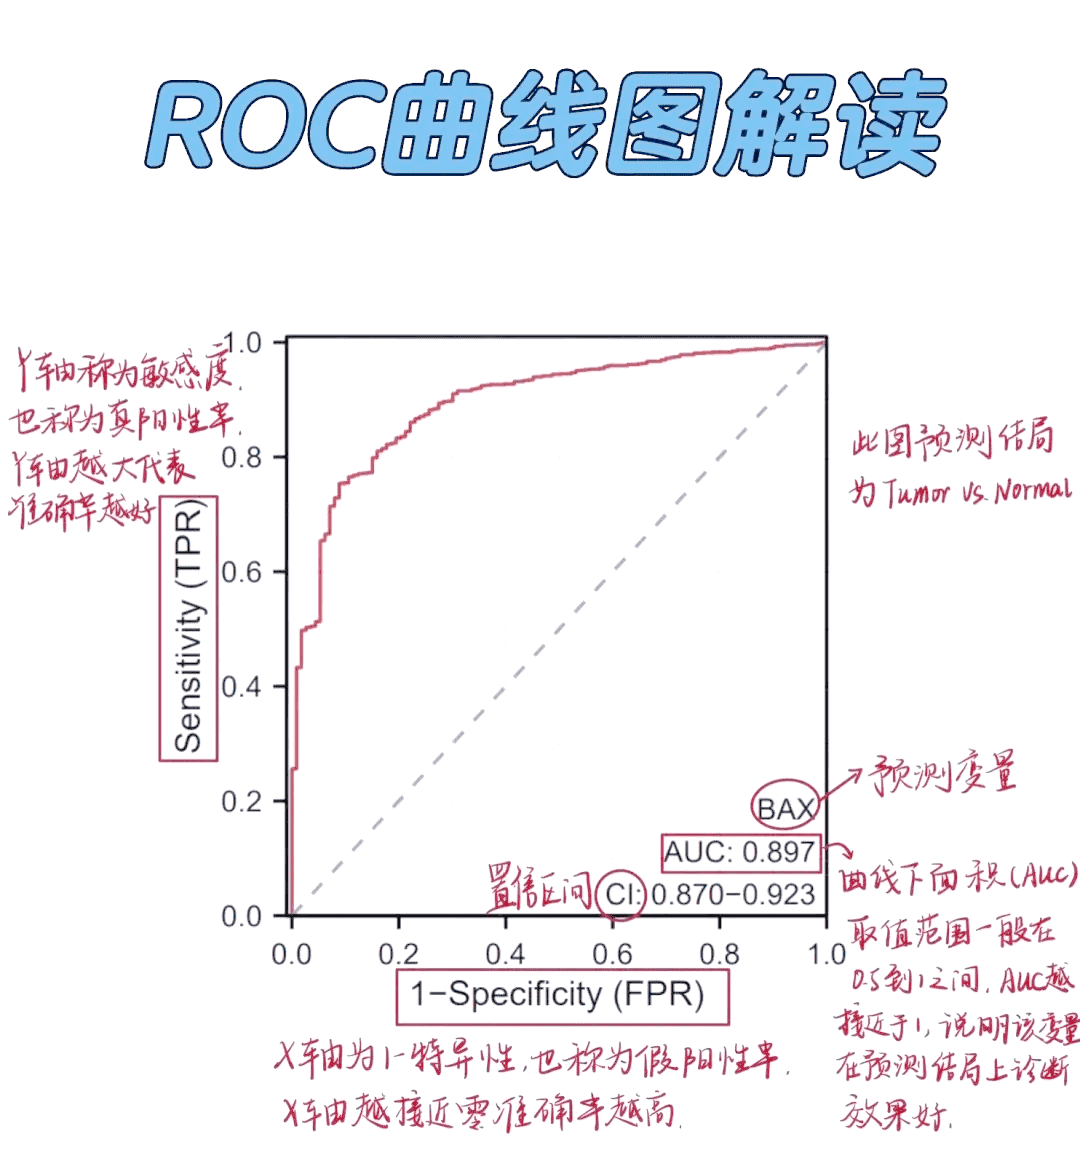 ROC曲线图解读
Y轴称为敏感度.
也称为真阳性率.
Y轴越大代表
准确率越好
此图预测结局
为Tumor vs. Normal
Sensitivity (TPR)
1.0
0.8
0.6
0.4
0.2
0.0
BAX
预测变量
AUC: 0.897
置信区间
CI: 0.870−0.923
曲线下面积(AUC)
取值范围一般在
0.5到1之间, AUC越
接近于1, 说明该变量
在预测结局上诊断
效果好.
0.0 0.2 0.4 0.6 0.8 1.0
1−Specificity (FPR)
X轴为1-特异性,也称为假阳性率.
X轴越接近零准确率越高.